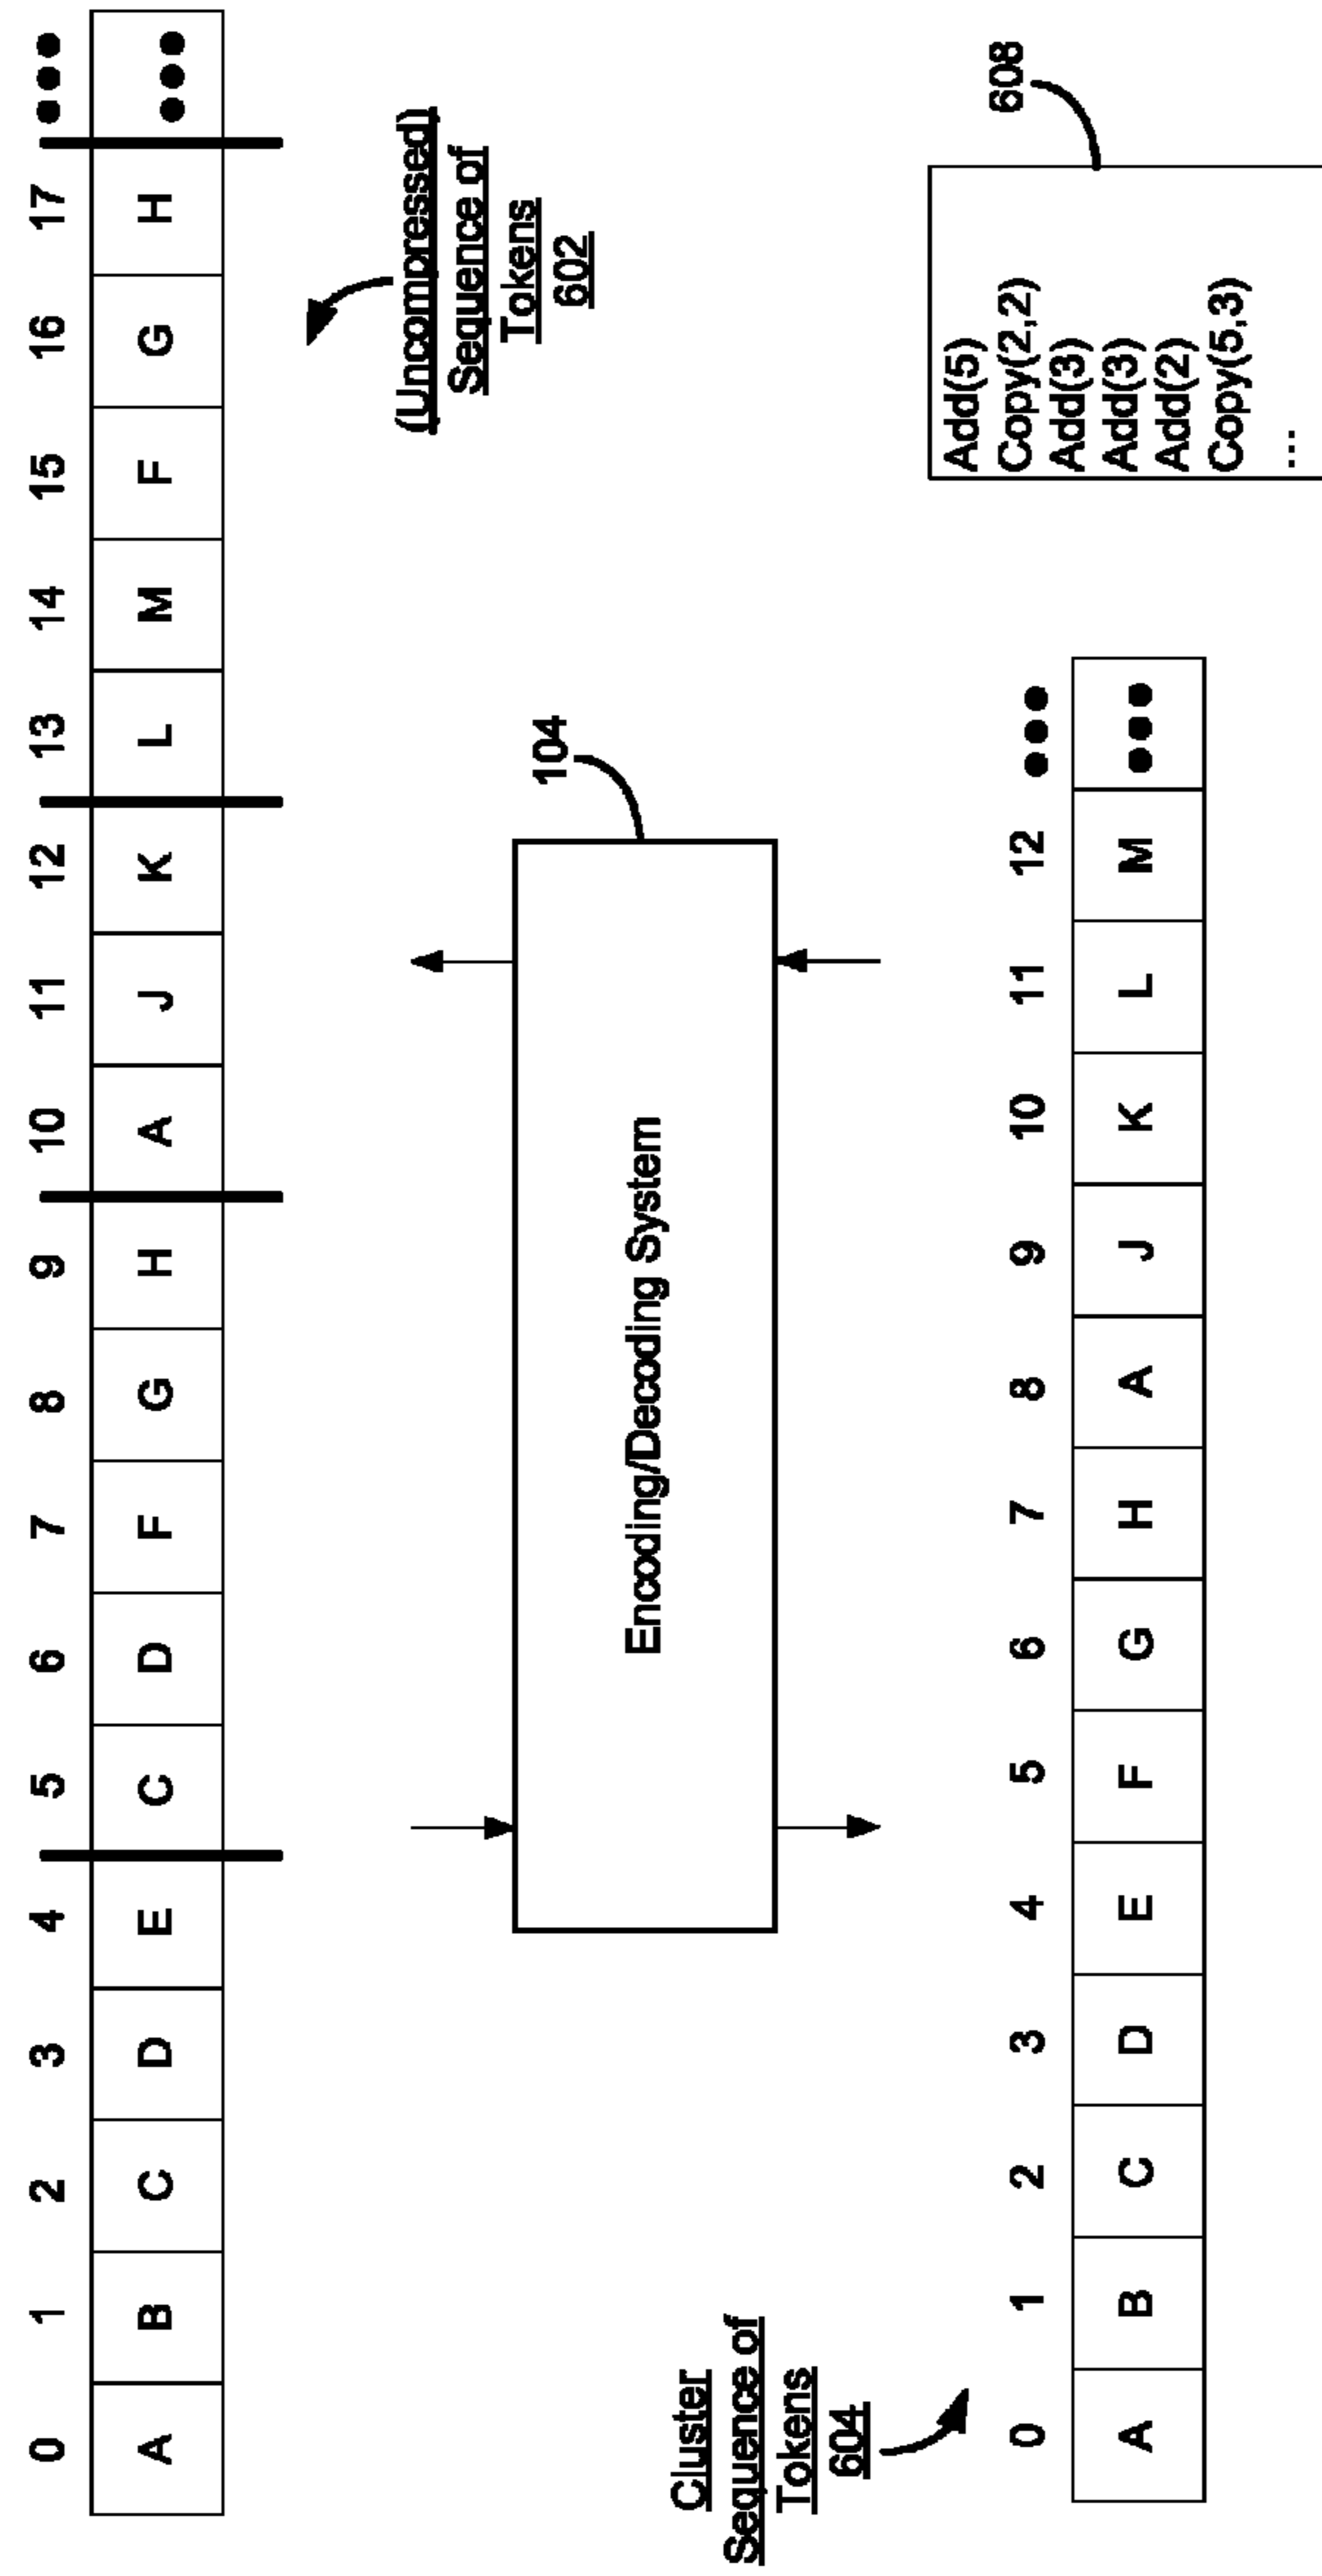 0 1 2 3 4 5 6 7 8 9 10 11 12 13 14 15 16 17 ●●●
A B C D E C D F G H A J K L M F G H ●●●
(Uncompressed)
Sequence of
Tokens
602
104
Encoding/Decoding System
Cluster
Sequence of
Tokens
604
0 1 2 3 4 5 6 7 8 9 10 11 12 ●●●
A B C D E F G H A J K L M ●●●
608
Add(5)
Copy(2,2)
Add(3)
Add(3)
Add(2)
Copy(5,3)
...